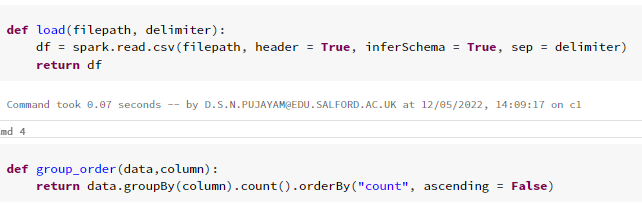 def load(filepath, delimiter):
    df = spark.read.csv(filepath, header = True, inferSchema = True, sep = delimiter)
    return df
Command took 0.07 seconds -- by D.S.N.PUJAYAM@EDU.SALFORD.AC.UK at 12/05/2022, 14:09:17 on c1
md 4
def group_order(data,column):
    return data.groupBy(column).count().orderBy("count", ascending = False)